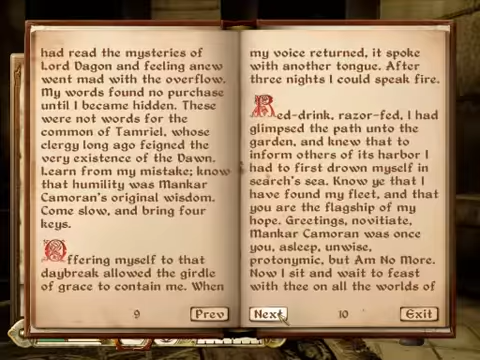 had read the mysteries of
Lord Dagon and feeling anew
went mad with the overflow.
My words found no purchase
until I became hidden. These
were not words for the
common of Tamriel, whose
clergy long ago feigned the
very existence of the Dawn.
Learn from my mistake; know
that humility was Mankar
Camoran's original wisdom.
Come slow, and bring four
keys.
Offering myself to that
daybreak allowed the girdle
of grace to contain me. When
9
Prev
my voice returned, it spoke
with another tongue. After
three nights I could speak fire.
Red-drink, razor-fed, I had
glimpsed the path unto the
garden, and knew that to
inform others of its harbor I
had to first drown myself in
search's sea. Know ye that I
have found my fleet, and that
you are the flagship of my
hope. Greetings, novitiate,
Mankar Camoran was once
you, asleep, unwise,
protonymic, but Am No More.
Now I sit and wait to feast
with thee on all the worlds of
Next
10
Exit